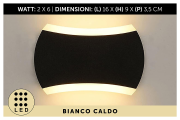 WATT: 2 X 6 | DIMENSIONI: (L) 16 X (H) 9 X (P) 3,5 CM
LED
BIANCO CALDO